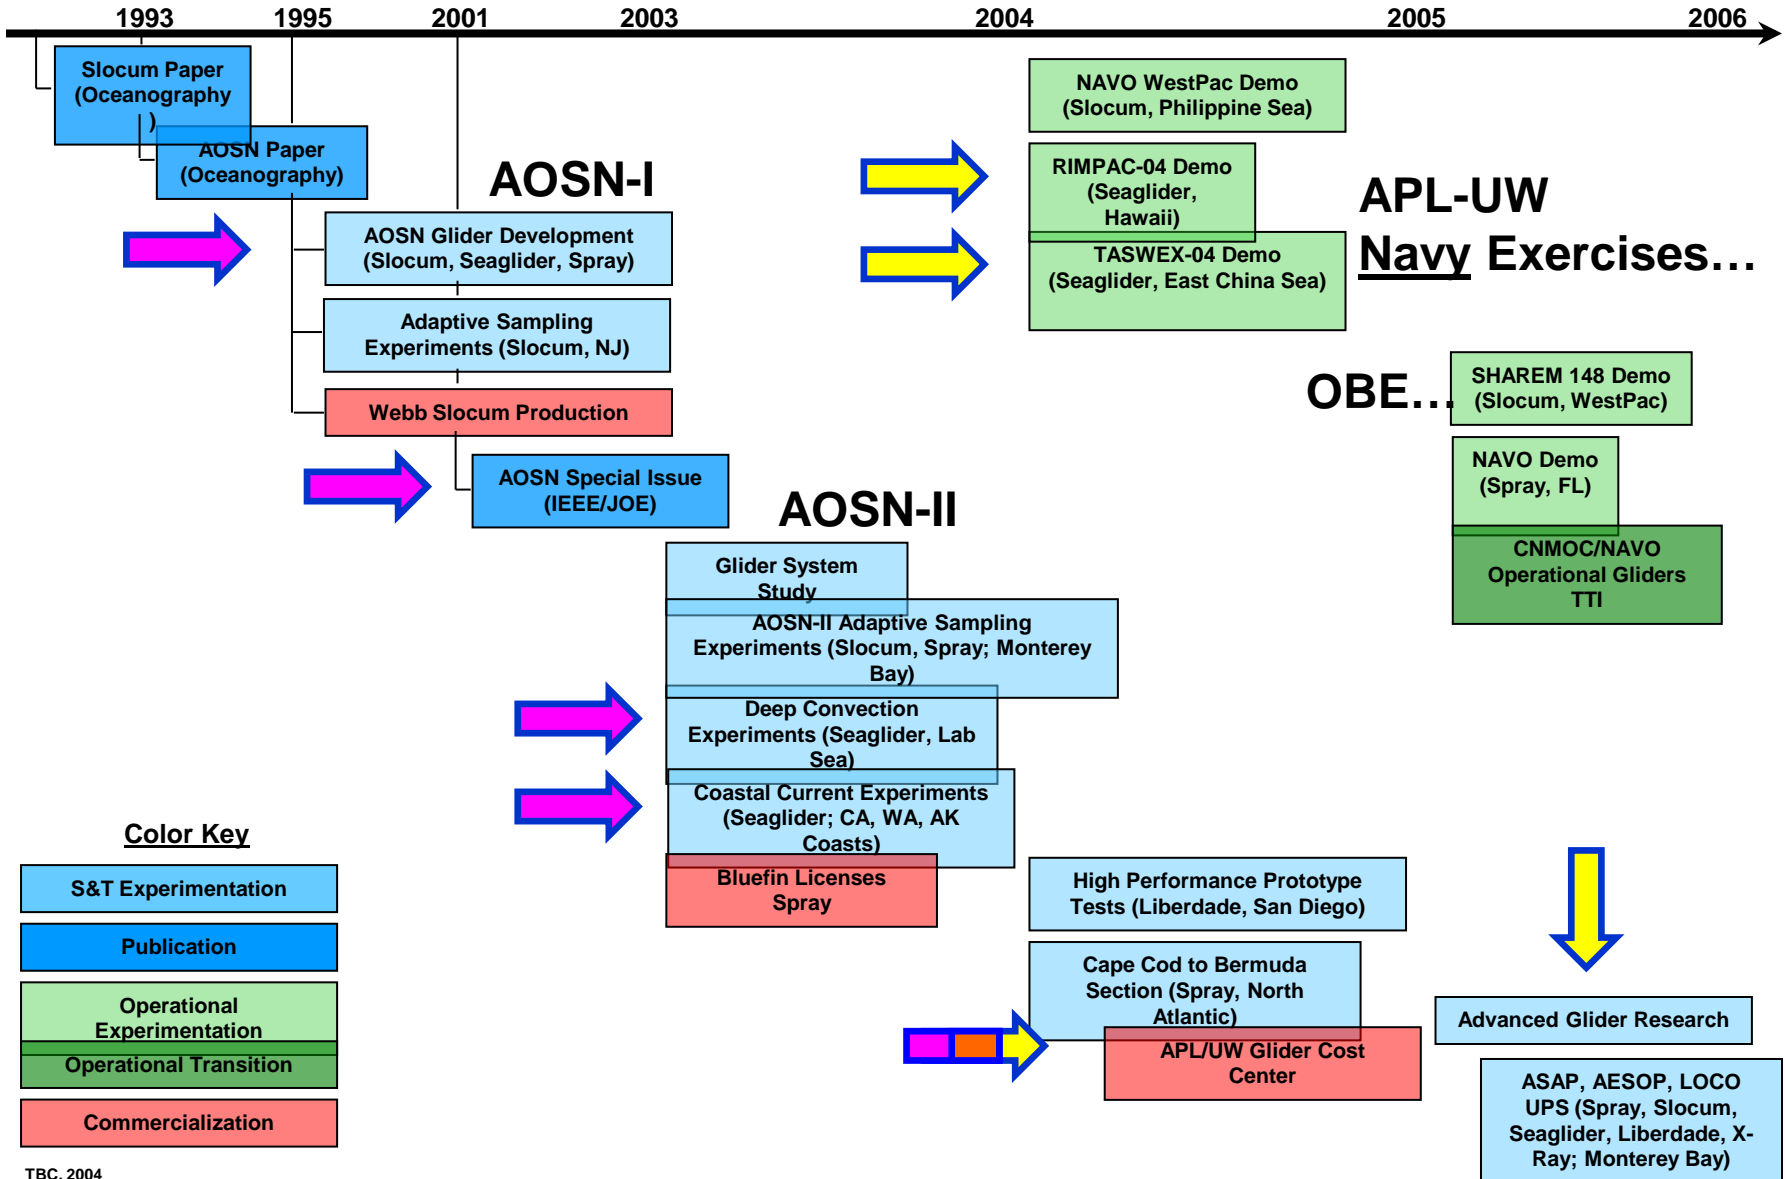 1993 1995 2001 2003 2004 2005 2006
Slocum Paper
(Oceanography
)
AOSN Paper
(Oceanography)
AOSN-I
AOSN Glider Development
(Slocum, Seaglider, Spray)
Adaptive Sampling
Experiments (Slocum, NJ)
Webb Slocum Production
AOSN Special Issue
(IEEE/JOE)
NAVO WestPac Demo
(Slocum, Philippine Sea)
RIMPAC-04 Demo
(Seaglider,
Hawaii)
TASWEX-04 Demo
(Seaglider, East China Sea)
APL-UW
Navy Exercises…
OBE…
SHAREM 148 Demo
(Slocum, WestPac)
NAVO Demo
(Spray, FL)
CNMOC/NAVO
Operational Gliders
TTI
AOSN-II
Glider System
Study
AOSN-II Adaptive Sampling
Experiments (Slocum, Spray; Monterey
Bay)
Deep Convection
Experiments (Seaglider, Lab
Sea)
Coastal Current Experiments
(Seaglider; CA, WA, AK
Coasts)
Bluefin Licenses
Spray
High Performance Prototype
Tests (Liberdade, San Diego)
Cape Cod to Bermuda
Section (Spray, North
Atlantic)
APL/UW Glider Cost
Center
Advanced Glider Research
ASAP, AESOP, LOCO
UPS (Spray, Slocum,
Seaglider, Liberdade, X-
Ray; Monterey Bay)
Color Key
S&T Experimentation
Publication
Operational
Experimentation
Operational Transition
Commercialization
TBC, 2004